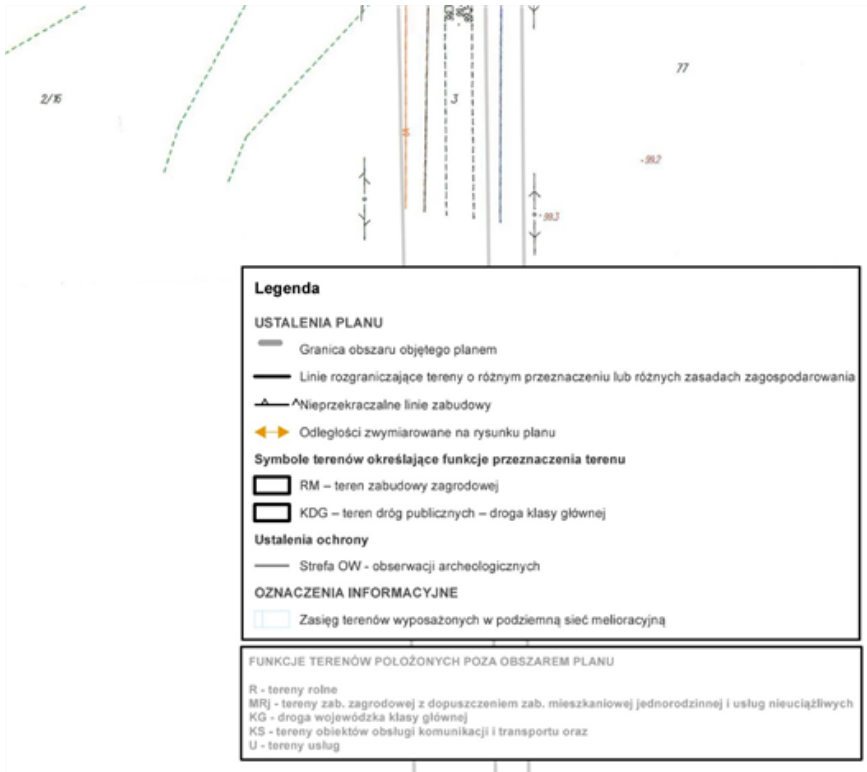 77
2/16
3
-99.2
-99.3
Legenda
USTALENIA PLANU
Granica obszaru objętego planem
Linie rozgraniczające tereny o różnym przeznaczeniu lub różnych zasadach zagospodarowania
Nieprzekraczalne linie zabudowy
Odległości zwymiarowane na rysunku planu
Symbole terenów określające funkcje przeznaczenia terenu
RM – teren zabudowy zagrodowej
KDG – teren dróg publicznych – droga klasy głównej
Ustalenia ochrony
Strefa OW - obserwacji archeologicznych
OZNACZENIA INFORMACYJNE
Zasięg terenów wyposażonych w podziemną sieć melioracyjną
FUNKCJE TERENÓW POŁOŻONYCH POZA OBSZAREM PLANU
R - tereny rolne
MRj - tereny zab. zagrodowej z dopuszczeniem zab. mieszkaniowej jednorodzinnej i usług nieuciążliwych
KG - droga wojewódzka klasy głównej
KS - tereny obiektów obsługi komunikacji i transportu oraz
U - tereny usług